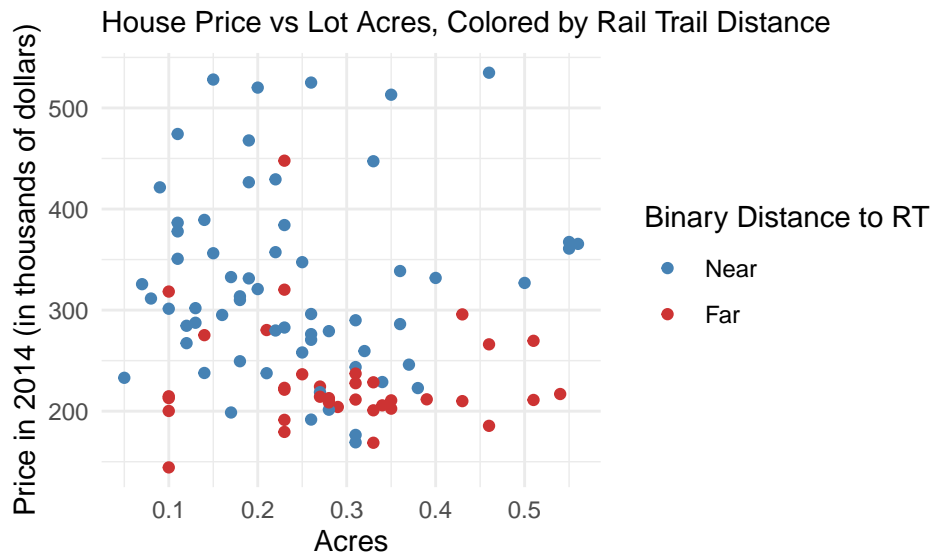 House Price vs Lot Acres, Colored by Rail Trail Distance
Price in 2014 (in thousands of dollars)
500
400
300
200
0.1 0.2 0.3 0.4 0.5
Acres
Binary Distance to RT
Near
Far